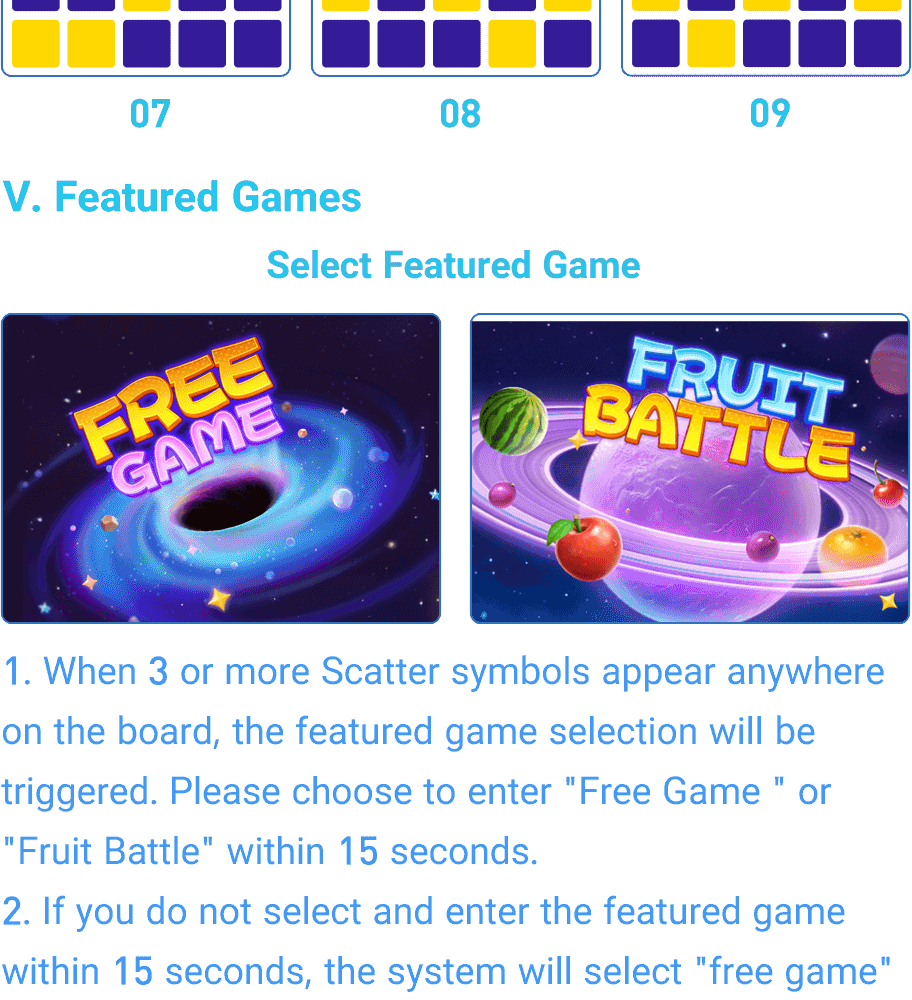 07 08 09
V. Featured Games
Select Featured Game
FREE
GAME
FRUIT
BATTLE
1. When 3 or more Scatter symbols appear anywhere
on the board, the featured game selection will be
triggered. Please choose to enter "Free Game " or
"Fruit Battle" within 15 seconds.
2. If you do not select and enter the featured game
within 15 seconds, the system will select "free game"